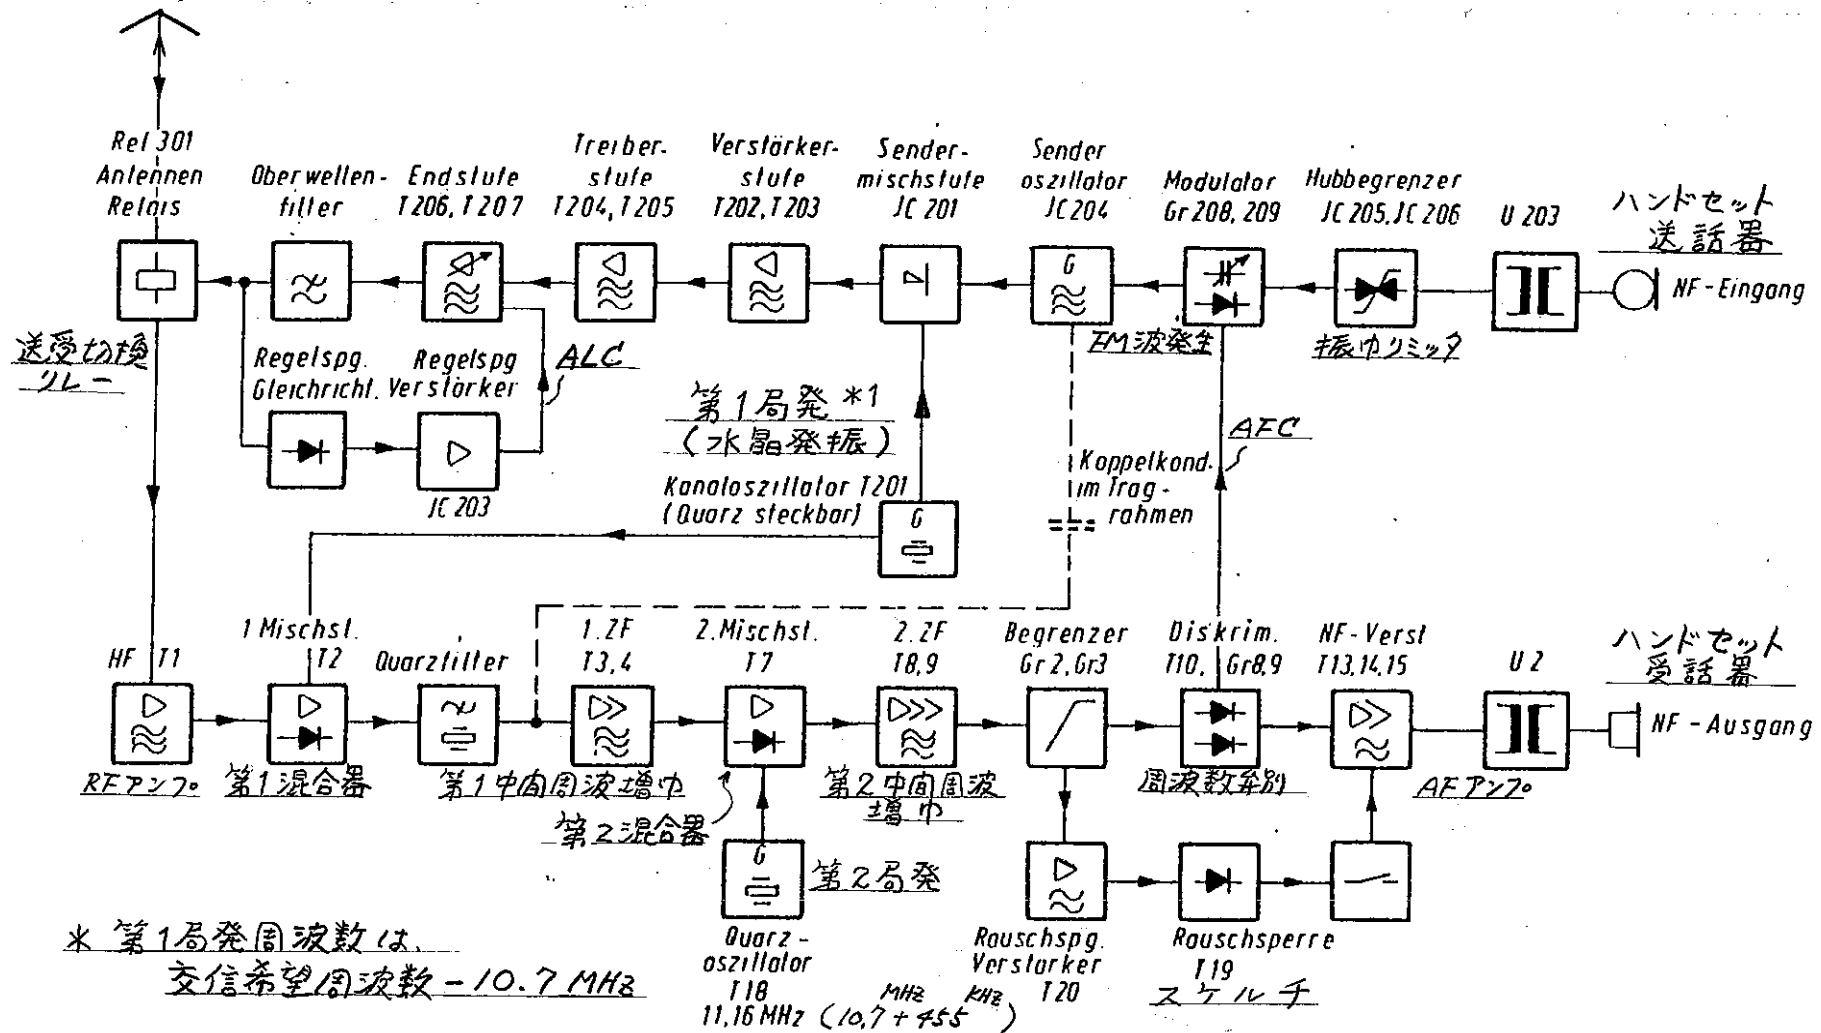 Rel 301
Antennen
Relais
Oberwellen-
filter
Endstufe
T206, T207
Treiber-
stufe
T204, T205
Verstärker-
stufe
T202, T203
Sender-
mischstufe
JC 201
Sender
oszillator
JC 204
Modulator
Gr 208, 209
Hubbegrenzer
JC 205, JC 206
Ü 203
ハンドセット
送話器
G
NF-Eingang
送受切換
リレー
Regelspg.
Gleichricht.
Regelspg
Verstärker
ALC
JC 203
第1局発 *1
(水晶発振)
Kanaloszillator T201
(Quarz steckbar)
G
FM波発生
振巾リミッタ
AFC
Koppelkond.
im Trag-
rahmen
HF T1
1 Mischst.
T2
Quarzfilter
1. ZF
T3, 4
2. Mischst.
T7
2. ZF
T8, 9
Begrenzer
Gr 2, Gr3
Diskrim.
T10, Gr8,9
NF-Verst
T13,14,15
Ü 2
ハンドセット
受話器
NF-Ausgang
RFアンプ
第1混合器
第1中間周波増巾
第2混合器
第2中間周波
増巾
周波数弁別
AFアンプ
G
第2局発
Quarz-
oszillator
T18
11,16 MHz (10,7 MHz + 455 KHz)
Rauschspg.
Verstärker
T20
Rauschsperre
T19
スケルチ
* 第1局発周波数は
交信希望周波数 - 10.7 MHz